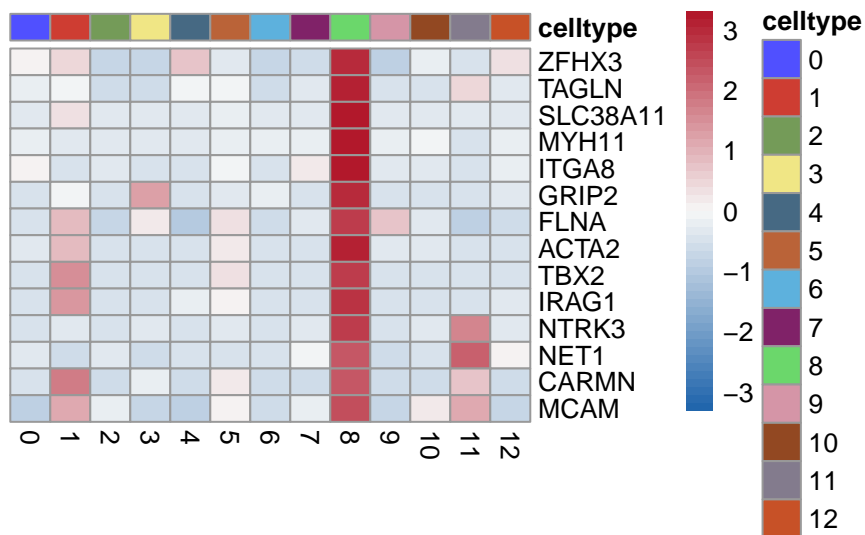 celltype
ZFHX3
TAGLN
SLC38A11
MYH11
ITGA8
GRIP2
FLNA
ACTA2
TBX2
IRAG1
NTRK3
NET1
CARMN
MCAM
0 1 2 3 4 5 6 7 8 9 10 11 12
3
2
1
0
−1
−2
−3
celltype
0
1
2
3
4
5
6
7
8
9
10
11
12